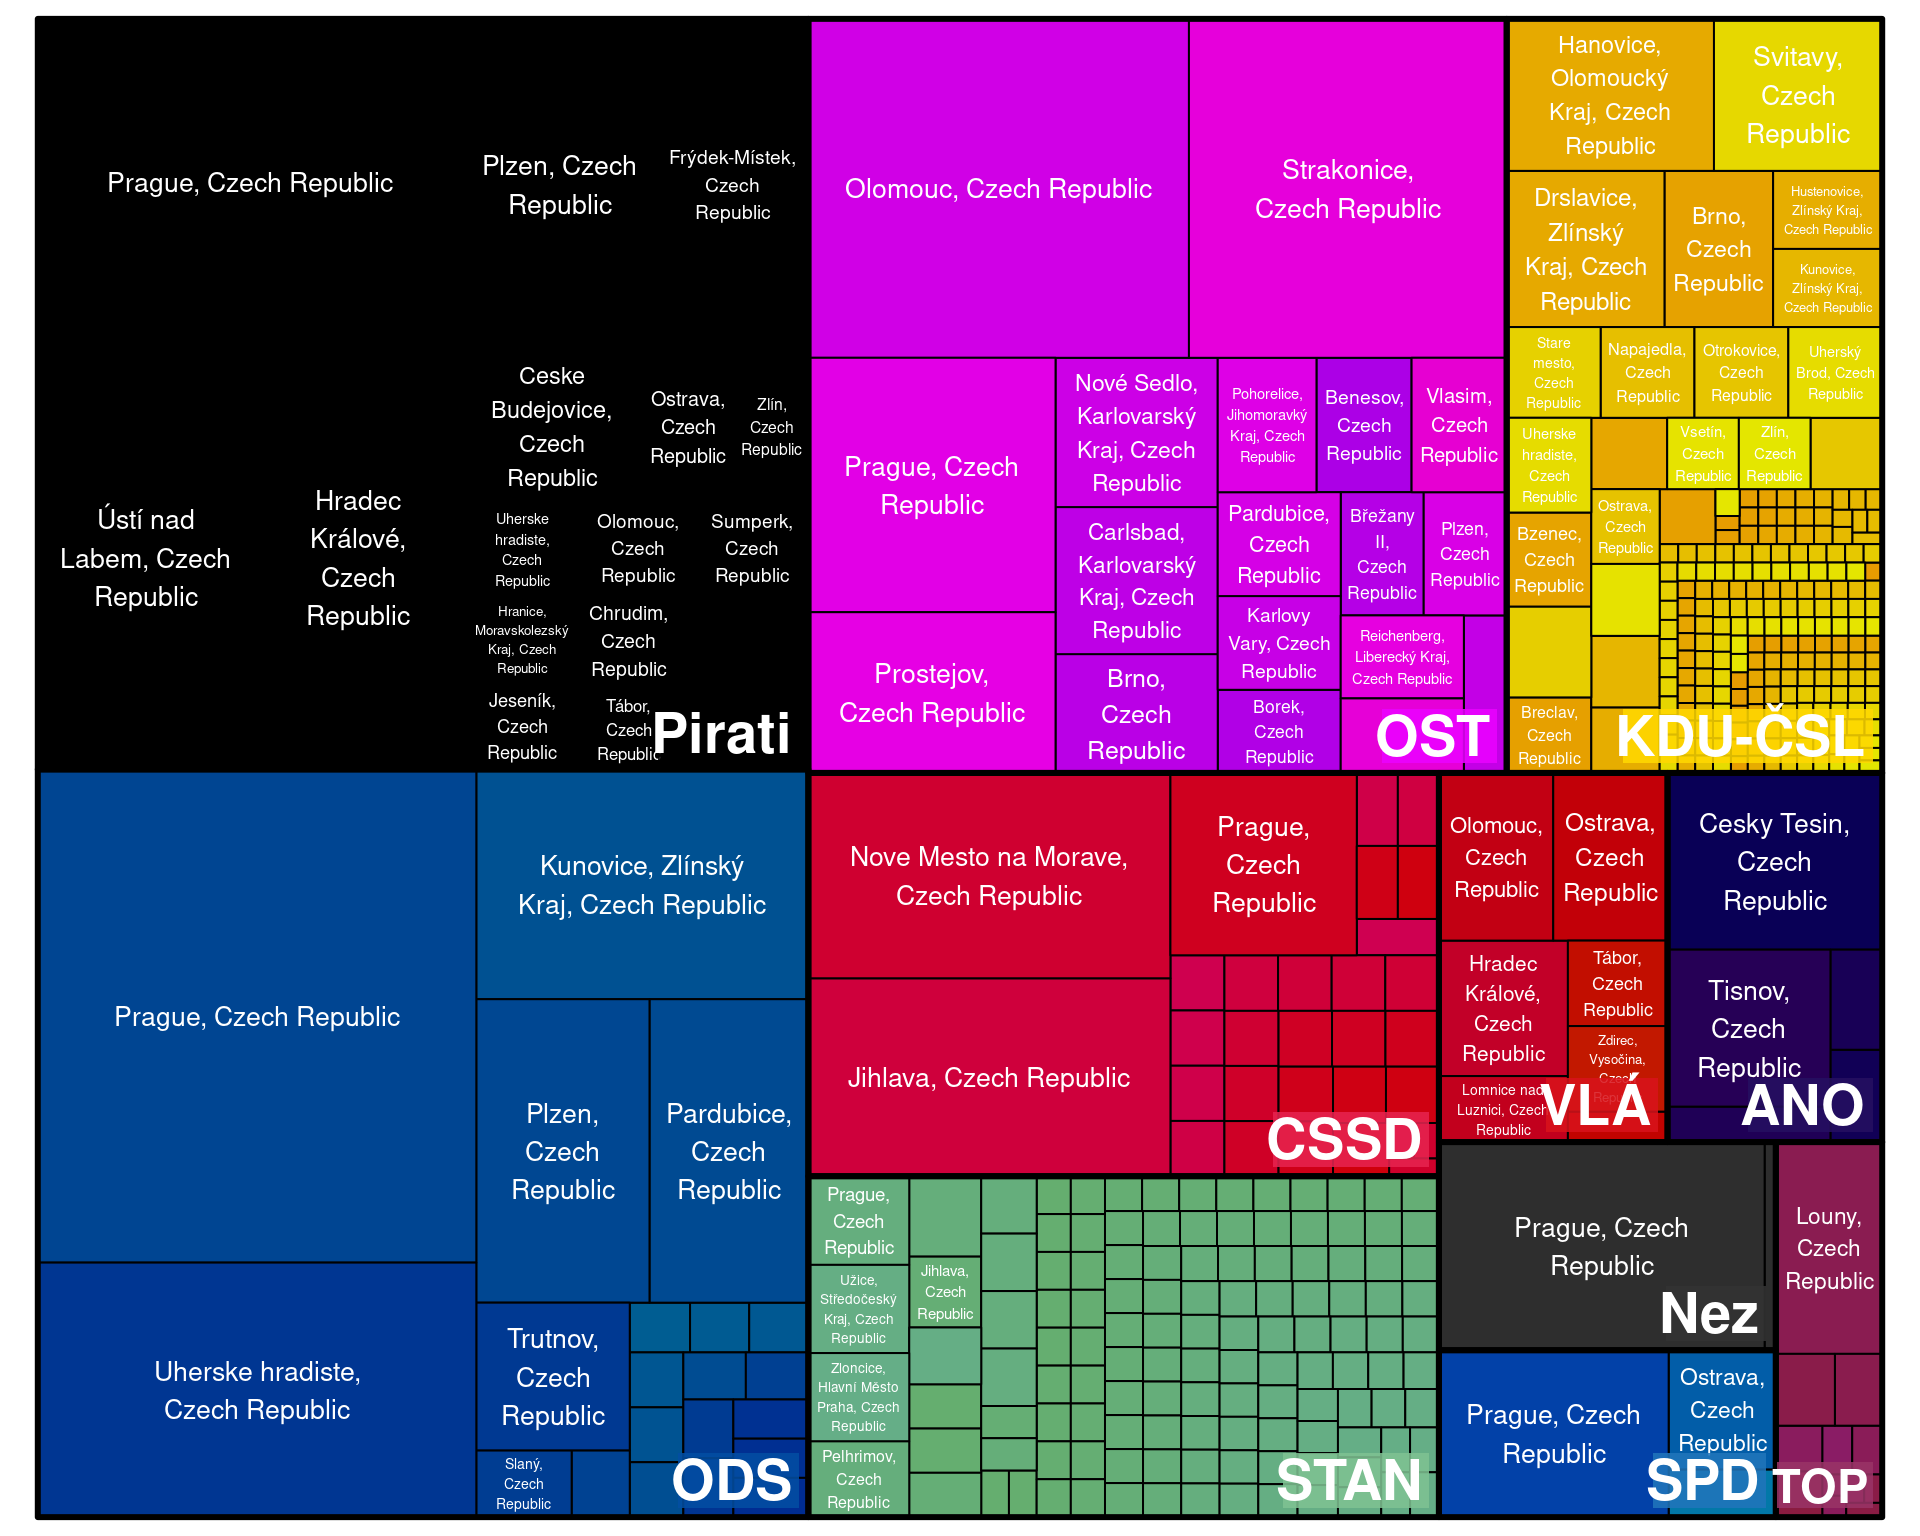 Prague, Czech Republic
Plzen, Czech
Republic
Frýdek-Místek,
Czech
Republic
Ústí nad
Labem, Czech
Republic
Hradec
Králové,
Czech
Republic
Ceske
Budejovice,
Czech
Republic
Ostrava,
Czech
Republic
Zlín,
Czech
Republic
Uherske
hradiste,
Czech
Republic
Olomouc,
Czech
Republic
Sumperk,
Czech
Republic
Hranice,
Moravskolezský
Kraj, Czech
Republic
Chrudim,
Czech
Republic
Jeseník,
Czech
Republic
Tábor,
Czech
Republic
Pirati
Olomouc, Czech Republic
Strakonice,
Czech Republic
Prague, Czech
Republic
Prostejov,
Czech Republic
Nové Sedlo,
Karlovarský
Kraj, Czech
Republic
Carlsbad,
Karlovarský
Kraj, Czech
Republic
Brno,
Czech
Republic
Pohorelice,
Jihomoravký
Kraj, Czech
Republic
Benesov,
Czech
Republic
Vlasim,
Czech
Republic
Pardubice,
Czech
Republic
Břežany
II,
Czech
Republic
Plzen,
Czech
Republic
Karlovy
Vary, Czech
Republic
Reichenberg,
Liberecký Kraj,
Czech Republic
Borek,
Czech
Republic
OST
Hanovice,
Olomoucký
Kraj, Czech
Republic
Svitavy,
Czech
Republic
Drslavice,
Zlínský
Kraj, Czech
Republic
Brno,
Czech
Republic
Hustenovice,
Zlínský Kraj,
Czech Republic
Kunovice,
Zlínský Kraj,
Czech Republic
Stare
mesto,
Czech
Republic
Napajedla,
Czech
Republic
Otrokovice,
Czech
Republic
Uherský
Brod, Czech
Republic
Uherske
hradiste,
Czech
Republic
Vsetín,
Czech
Republic
Zlín,
Czech
Republic
Ostrava,
Czech
Republic
Bzenec,
Czech
Republic
Breclav,
Czech
Republic
KDU-ČSL
Prague, Czech Republic
Uherske hradiste,
Czech Republic
Kunovice, Zlínský
Kraj, Czech Republic
Plzen,
Czech
Republic
Pardubice,
Czech
Republic
Trutnov,
Czech
Republic
Slaný,
Czech
Republic
ODS
Nove Mesto na Morave,
Czech Republic
Jihlava, Czech Republic
Prague,
Czech
Republic
CSSD
Prague,
Czech
Republic
Užice,
Středočeský
Kraj, Czech
Republic
Zloncice,
Hlavní Město
Praha, Czech
Republic
Pelhrimov,
Czech
Republic
Jihlava,
Czech
Republic
STAN
Olomouc,
Czech
Republic
Ostrava,
Czech
Republic
Hradec
Králové,
Czech
Republic
Tábor,
Czech
Republic
Zdirec,
Vysočina,
Czech
Republic
Lomnice nad
Luznici, Czech
Republic
VLÁ
Cesky Tesin,
Czech
Republic
Tisnov,
Czech
Republic
ANO
Prague, Czech
Republic
Nez
Prague, Czech
Republic
Ostrava,
Czech
Republic
SPD
Louny,
Czech
Republic
TOP